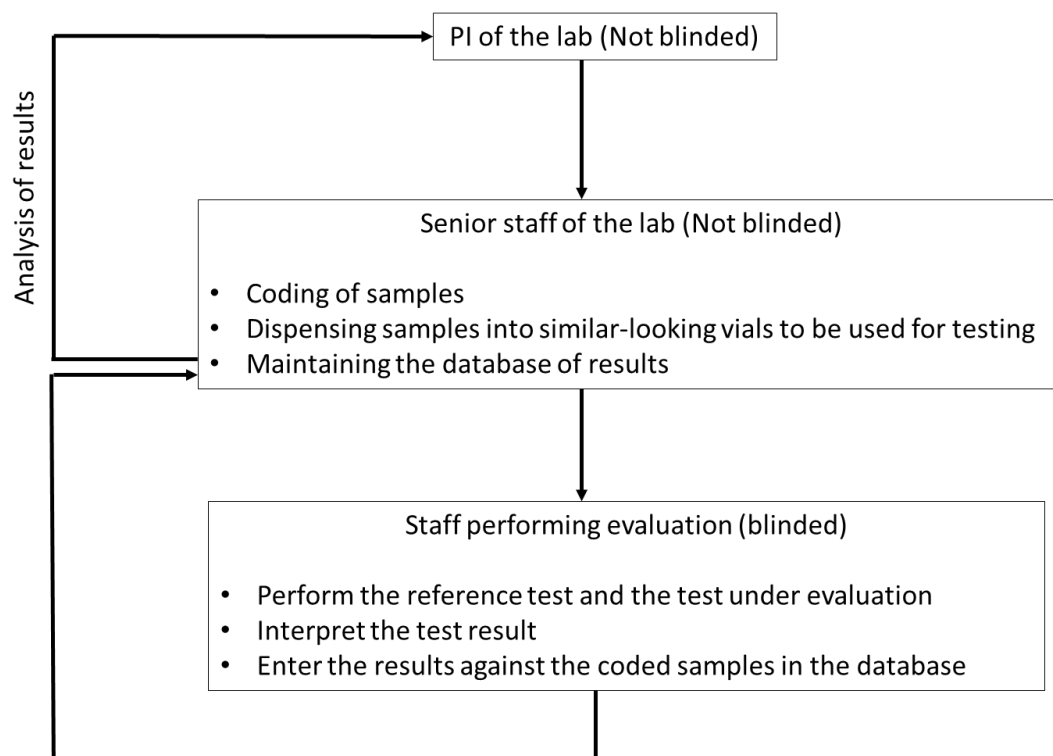 PI of the lab (Not blinded)
Analysis of results
Senior staff of the lab (Not blinded)
• Coding of samples
• Dispensing samples into similar-looking vials to be used for testing
• Maintaining the database of results
Staff performing evaluation (blinded)
• Perform the reference test and the test under evaluation
• Interpret the test result
• Enter the results against the coded samples in the database